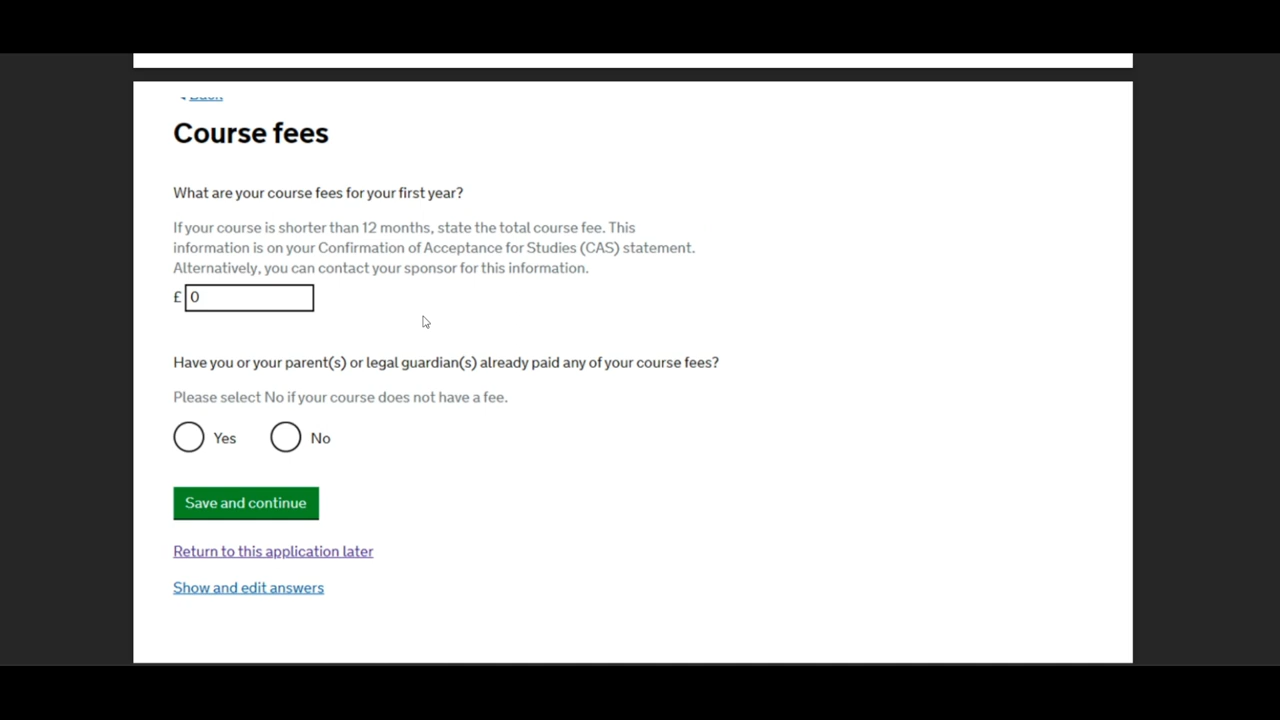 Back
Course fees
What are your course fees for your first year?
If your course is shorter than 12 months, state the total course fee. This
information is on your Confirmation of Acceptance for Studies (CAS) statement.
Alternatively, you can contact your sponsor for this information.
£ 0
Have you or your parent(s) or legal guardian(s) already paid any of your course fees?
Please select No if your course does not have a fee.
Yes No
Save and continue
Return to this application later
Show and edit answers